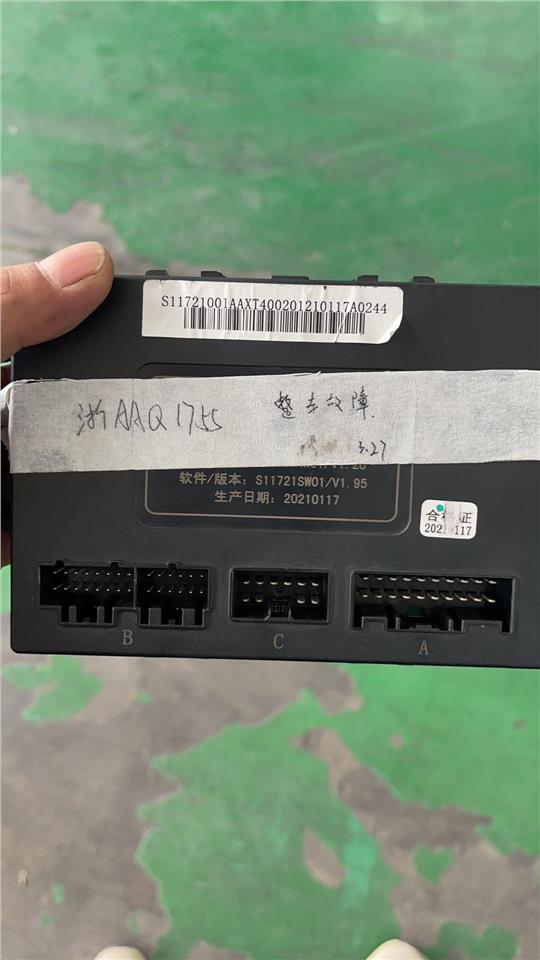 S11721001AAXT400201210117A0244
浙AAQ1755 整车故障
3.27
软件/版本: S11721SW01/V1.95
生产日期: 20210117
合格证
B C A